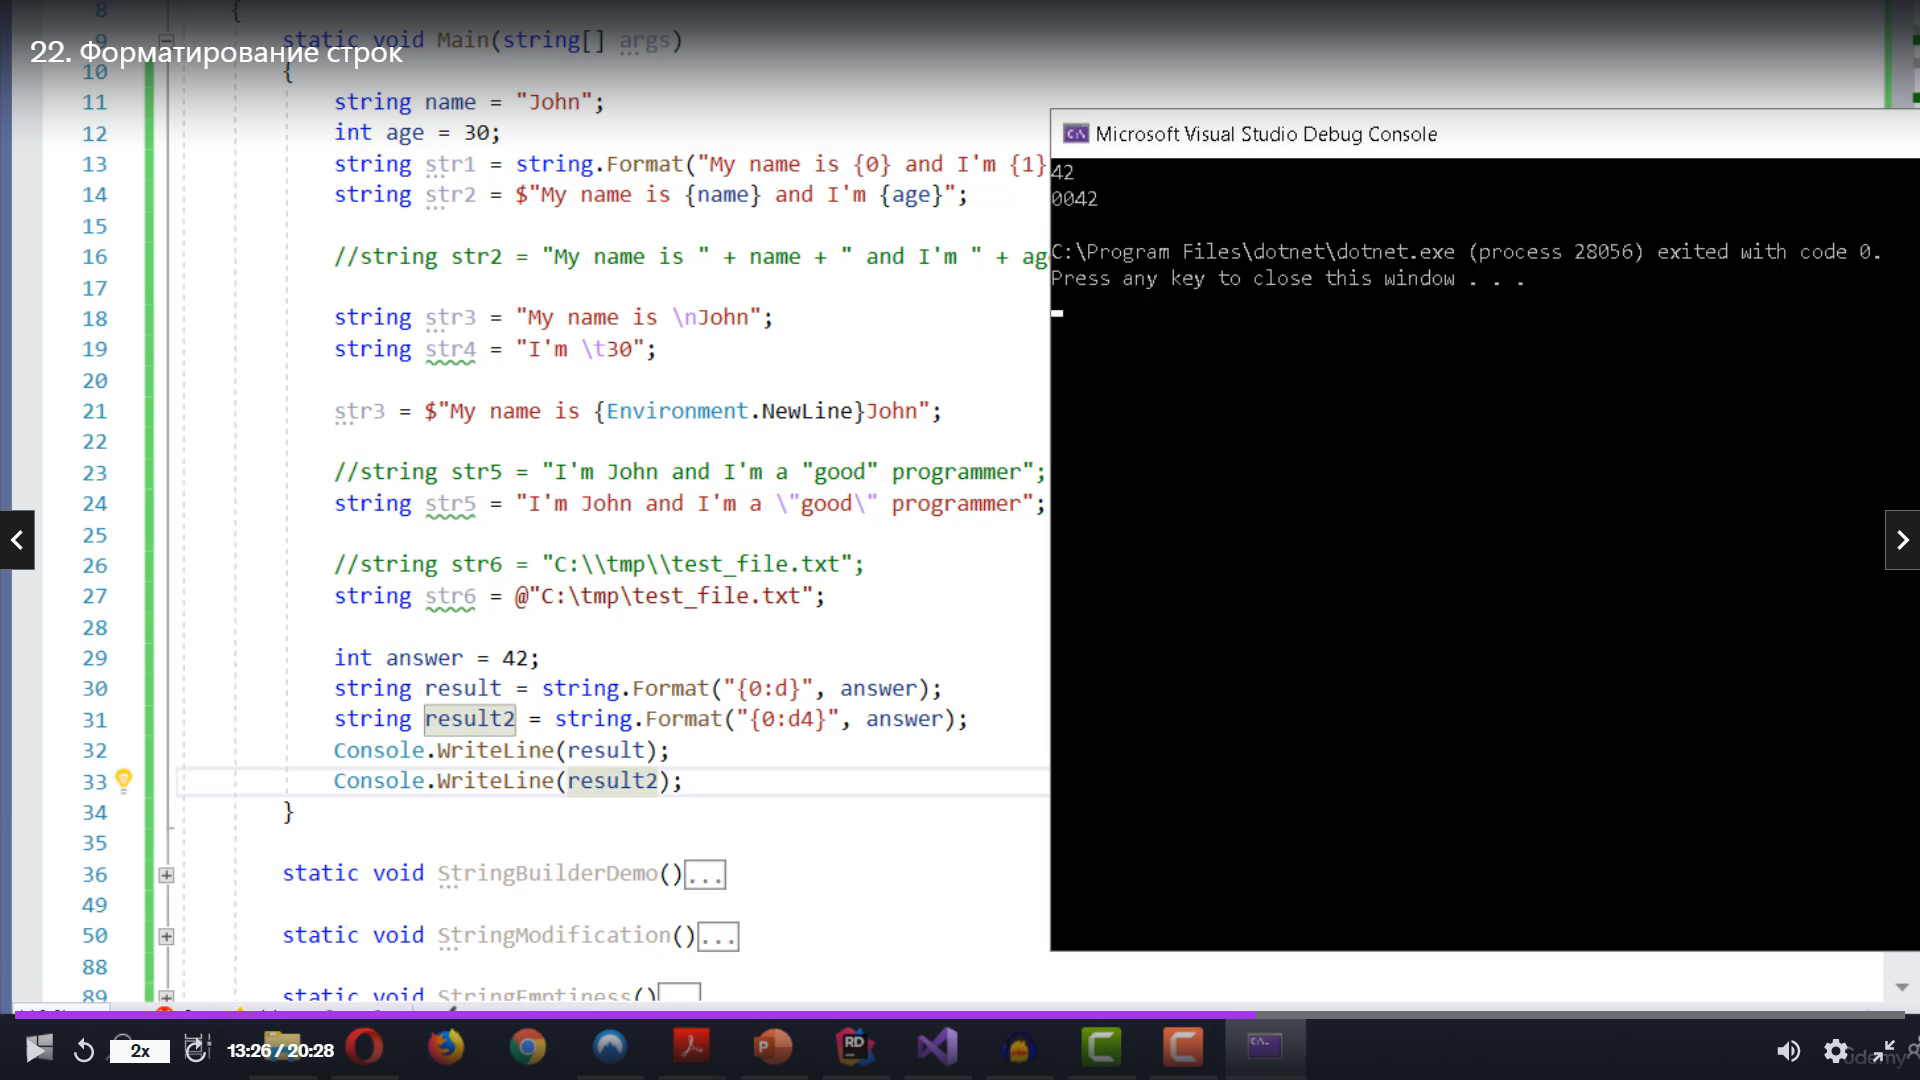 22. Форматирование строк
8 {
9 static void Main(string[] args)
10 {
11 string name = "John";
12 int age = 30;
13 string str1 = string.Format("My name is {0} and I'm {1}
14 string str2 = $"My name is {name} and I'm {age}";
15
16 //string str2 = "My name is " + name + " and I'm " + ag
17
18 string str3 = "My name is \nJohn";
19 string str4 = "I'm \t30";
20
21 str3 = $"My name is {Environment.NewLine}John";
22
23 //string str5 = "I'm John and I'm a "good" programmer";
24 string str5 = "I'm John and I'm a \"good\" programmer";
25
26 //string str6 = "C:\\tmp\\test_file.txt";
27 string str6 = @"C:\tmp\test_file.txt";
28
29 int answer = 42;
30 string result = string.Format("{0:d}", answer);
31 string result2 = string.Format("{0:d4}", answer);
32 Console.WriteLine(result);
33 Console.WriteLine(result2);
34 }
35
36 static void StringBuilderDemo()...
49
50 static void StringModification()...
88
89 static void StringEmptiness()
Microsoft Visual Studio Debug Console
42
0042
C:\Program Files\dotnet\dotnet.exe (process 28056) exited with code 0.
Press any key to close this window . . .
2x
13:26 / 20:28
RD
udemy